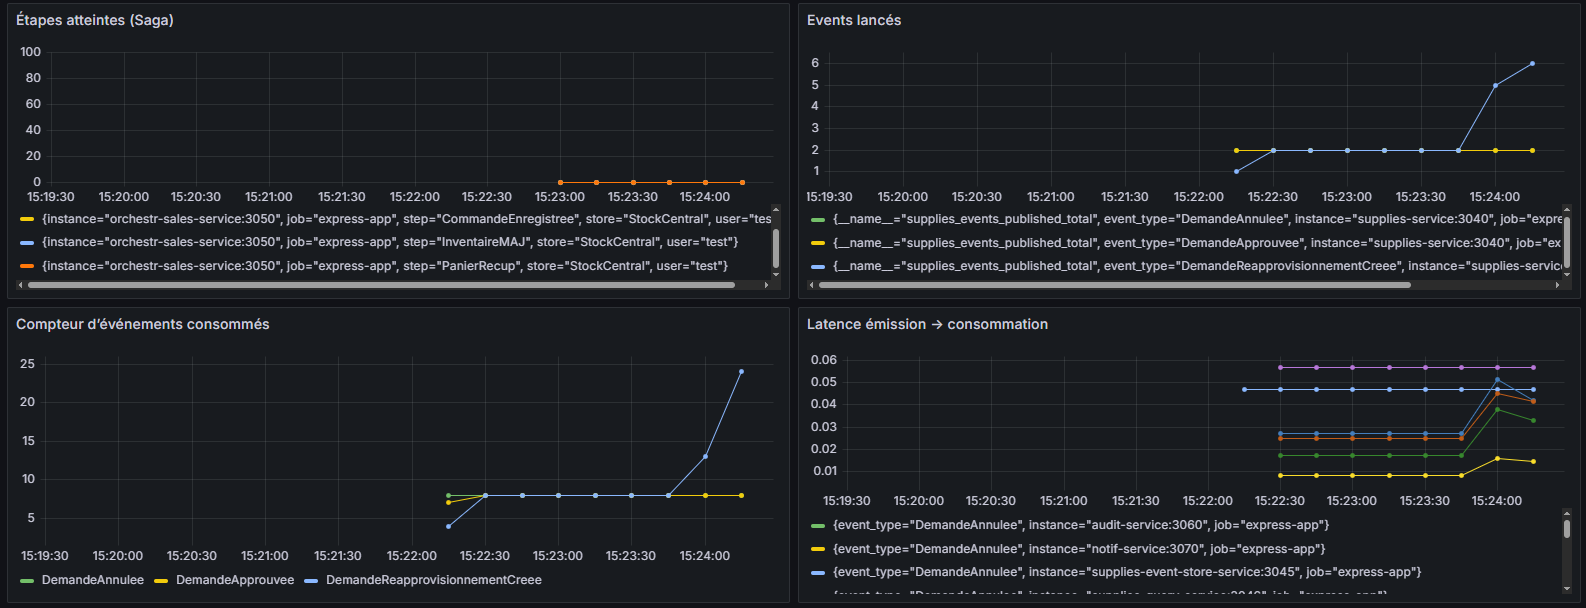 Étapes atteintes (Saga)
100
80
60
40
20
0
15:19:30 15:20:00 15:20:30 15:21:00 15:21:30 15:22:00 15:22:30 15:23:00 15:23:30 15:24:00
{instance="orchestr-sales-service:3050", job="express-app", step="CommandeEnregistree", store="StockCentral", user="tes
{instance="orchestr-sales-service:3050", job="express-app", step="InventaireMAJ", store="StockCentral", user="test"}
{instance="orchestr-sales-service:3050", job="express-app", step="PanierRecup", store="StockCentral", user="test"}
Events lancés
6
5
4
3
2
1
15:19:30 15:20:00 15:20:30 15:21:00 15:21:30 15:22:00 15:22:30 15:23:00 15:23:30 15:24:00
{__name__="supplies_events_published_total", event_type="DemandeAnnulee", instance="supplies-service:3040", job="expre
{__name__="supplies_events_published_total", event_type="DemandeApprouvee", instance="supplies-service:3040", job="ex
{__name__="supplies_events_published_total", event_type="DemandeReapprovisionnementCreee", instance="supplies-servic
Compteur d'événements consommés
25
20
15
10
5
15:19:30 15:20:00 15:20:30 15:21:00 15:21:30 15:22:00 15:22:30 15:23:00 15:23:30 15:24:00
DemandeAnnulee DemandeApprouvee DemandeReapprovisionnementCreee
Latence émission → consommation
0.06
0.05
0.04
0.03
0.02
0.01
15:19:30 15:20:00 15:20:30 15:21:00 15:21:30 15:22:00 15:22:30 15:23:00 15:23:30 15:24:00
{event_type="DemandeAnnulee", instance="audit-service:3060", job="express-app"}
{event_type="DemandeAnnulee", instance="notif-service:3070", job="express-app"}
{event_type="DemandeAnnulee", instance="supplies-event-store-service:3045", job="express-app"}